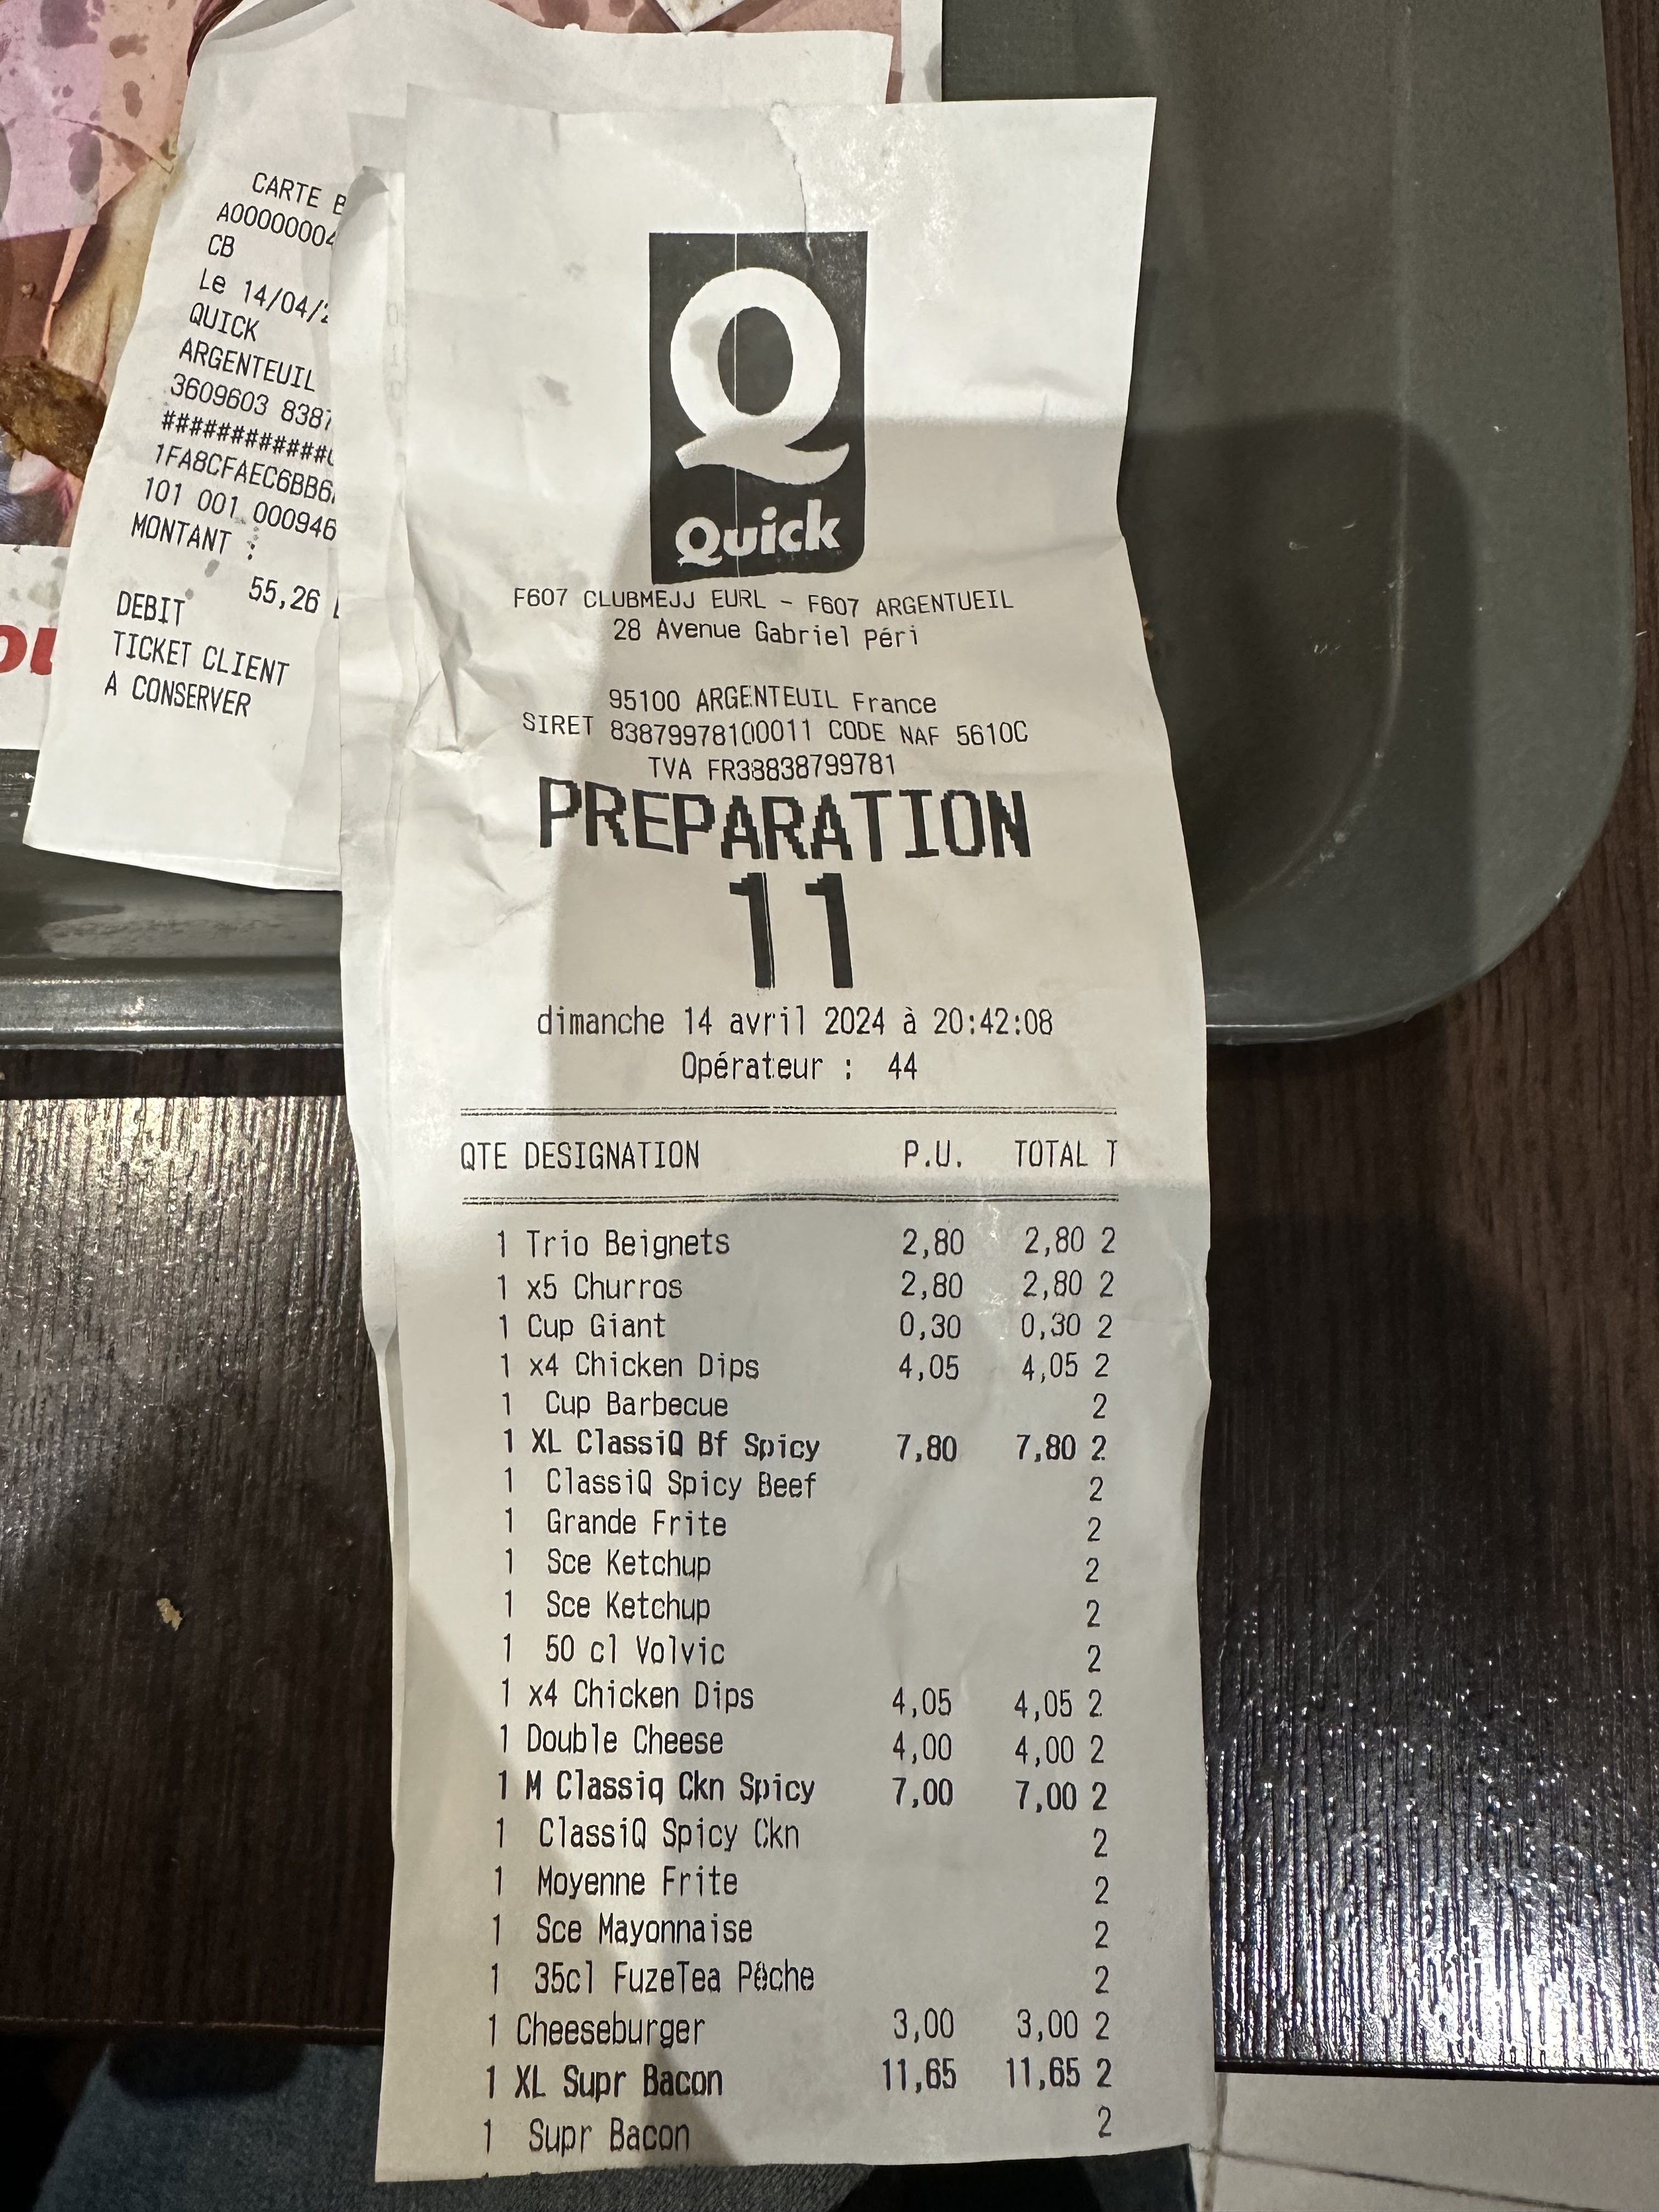 CARTE
A00000004
CB
Le 14/04/2
QUICK
ARGENTEUIL
3609603 8387
############
1FA8CFAEC6BB6
101 001 000946
MONTANT :
55,26
DEBIT
TICKET CLIENT
A CONSERVER
Q
Quick
F607 CLUBMEJJ EURL - F607 ARGENTUEIL
28 Avenue Gabriel Péri
95100 ARGENTEUIL France
SIRET 83879978100011 CODE NAF 5610C
TVA FR38838799781
PREPARATION
11
dimanche 14 avril 2024 à 20:42:08
Opérateur : 44
QTE DESIGNATION P.U. TOTAL T
1 Trio Beignets 2,80 2,80 2
1 x5 Churros 2,80 2,80 2
1 Cup Giant 0,30 0,30 2
1 x4 Chicken Dips 4,05 4,05 2
1 Cup Barbecue 2
1 XL ClassiQ Bf Spicy 7,80 7,80 2
1 ClassiQ Spicy Beef 2
1 Grande Frite 2
1 Sce Ketchup 2
1 Sce Ketchup 2
1 50 cl Volvic 2
1 x4 Chicken Dips 4,05 4,05 2
1 Double Cheese 4,00 4,00 2
1 M Classiq Ckn Spicy 7,00 7,00 2
1 ClassiQ Spicy Ckn 2
1 Moyenne Frite 2
1 Sce Mayonnaise 2
1 35cl FuzeTea Pêche 2
1 Cheeseburger 3,00 3,00 2
1 XL Supr Bacon 11,65 11,65 2
1 Supr Bacon 2